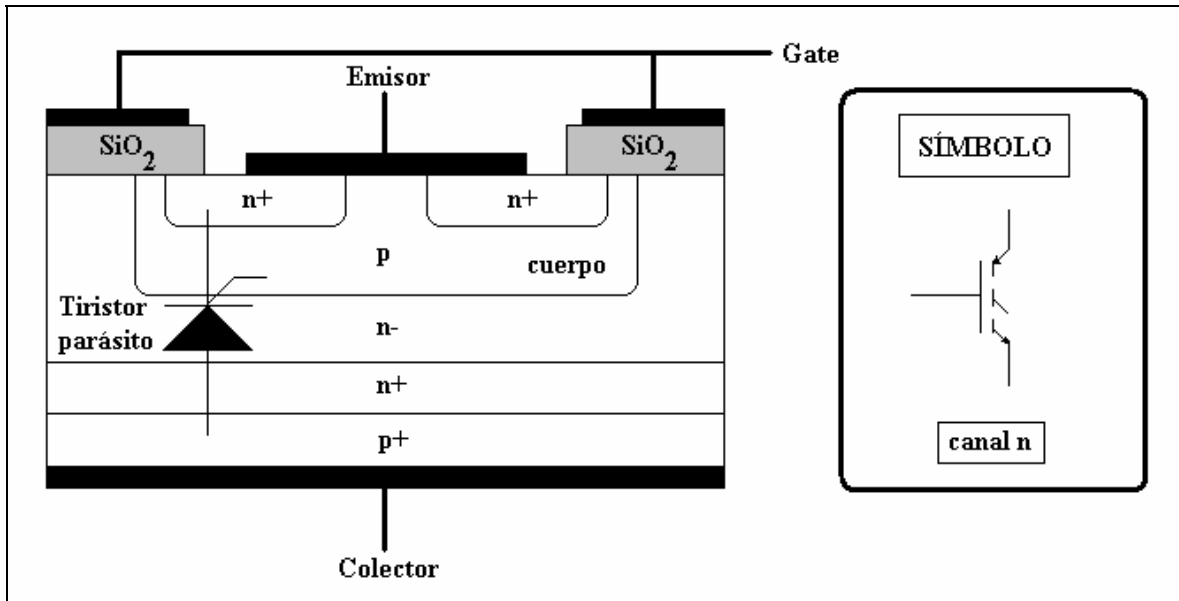 Gate
Emisor
SiO2
SiO2
n+
n+
p
cuerpo
Tiristor
parásito
n-
n+
p+
Colector
SÍMBOLO
canal n